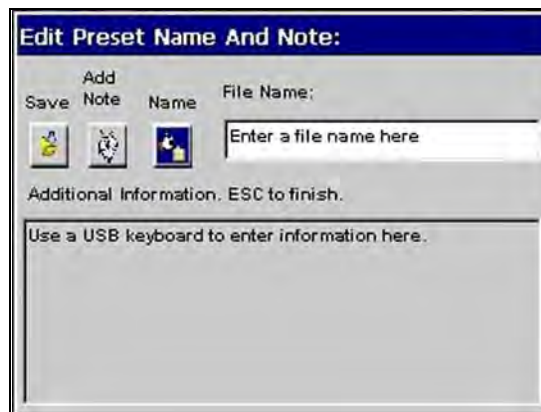 Edit Preset Name And Note:
Save Add Note Name File Name:
Enter a file name here
Additional Information. ESC to finish.
Use a USB keyboard to enter information here.